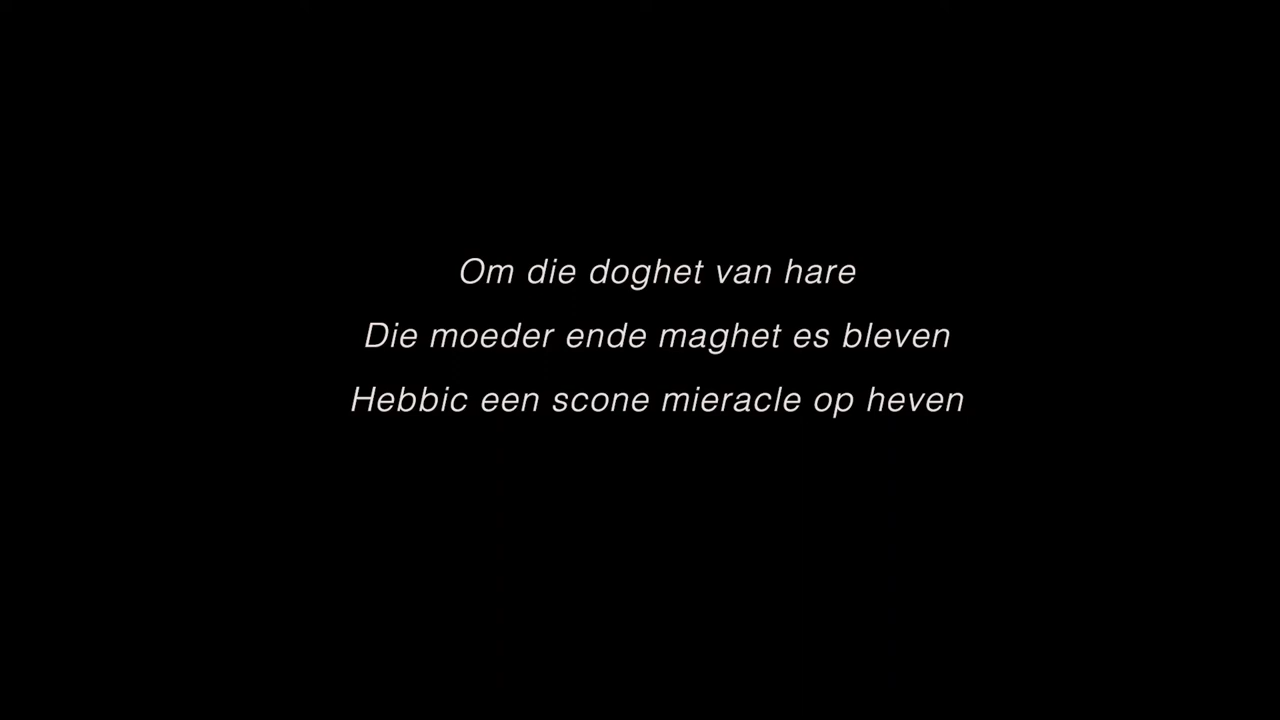 Om die doghet van hare
Die moeder ende maghet es bleven
Hebbic een scone mieracle op heven